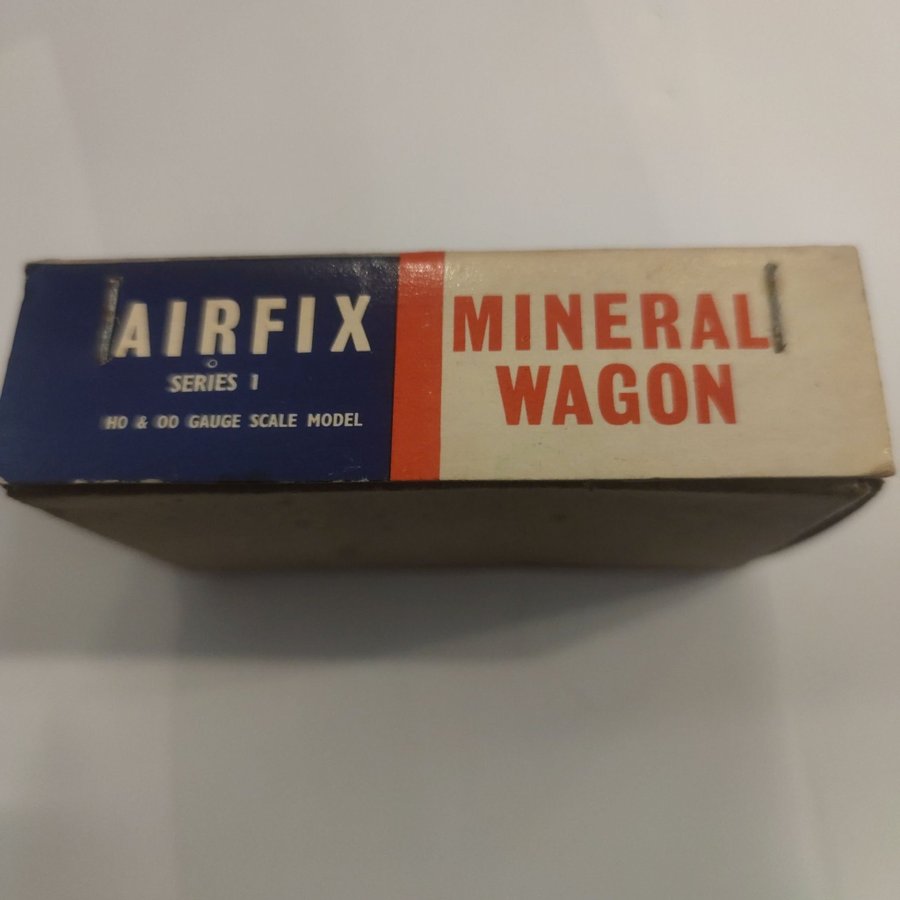 AIRFIX
SERIES 1
HO & OO GAUGE SCALE MODEL
MINERAL
WAGON